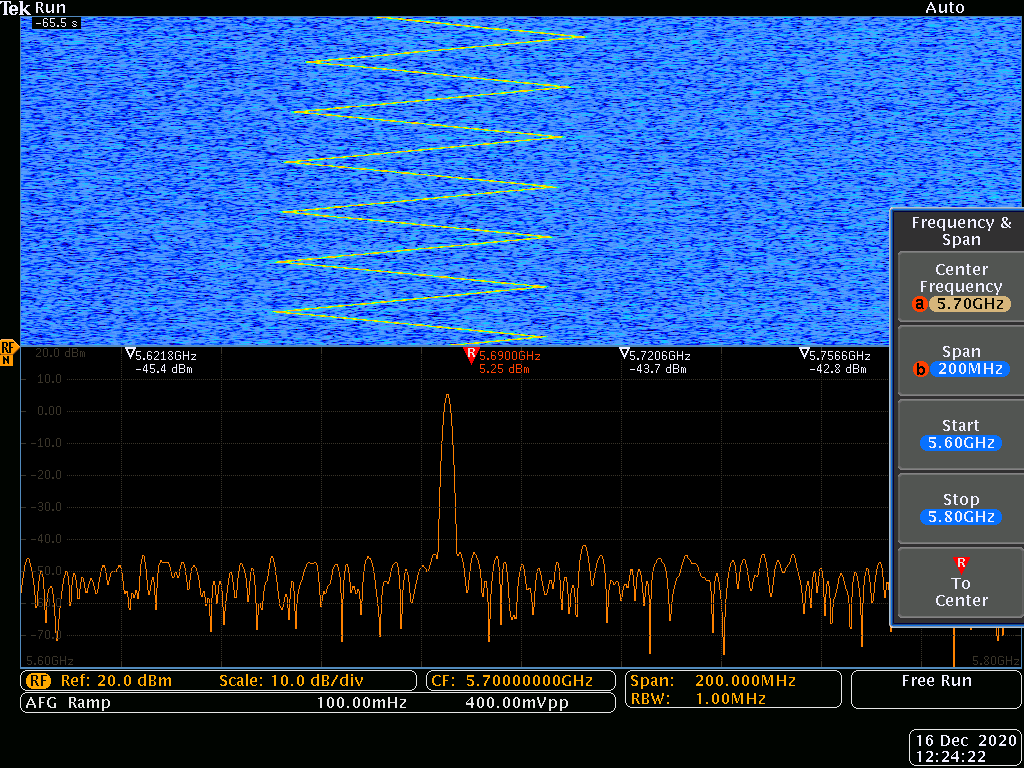 Tek Run Auto
-65.5 s
Frequency &
Span
Center
Frequency
a 5.70GHz
Span
b 200MHz
Start
5.60GHz
Stop
5.80GHz
R
To
Center
RF
N
20.0 dBm
5.6218GHz R 5.6900GHz 5.7206GHz 5.7566GHz
-45.4 dBm 5.25 dBm -43.7 dBm -42.8 dBm
10.0
0.00
-10.0
-20.0
-30.0
-40.0
-50.0
-70.0
5.60GHz 5.80GHz
RF Ref: 20.0 dBm Scale: 10.0 dB/div CF: 5.70000000GHz Span: 200.000MHz Free Run
RBW: 1.00MHz
AFG Ramp 100.00mHz 400.00mVpp
16 Dec 2020
12:24:22